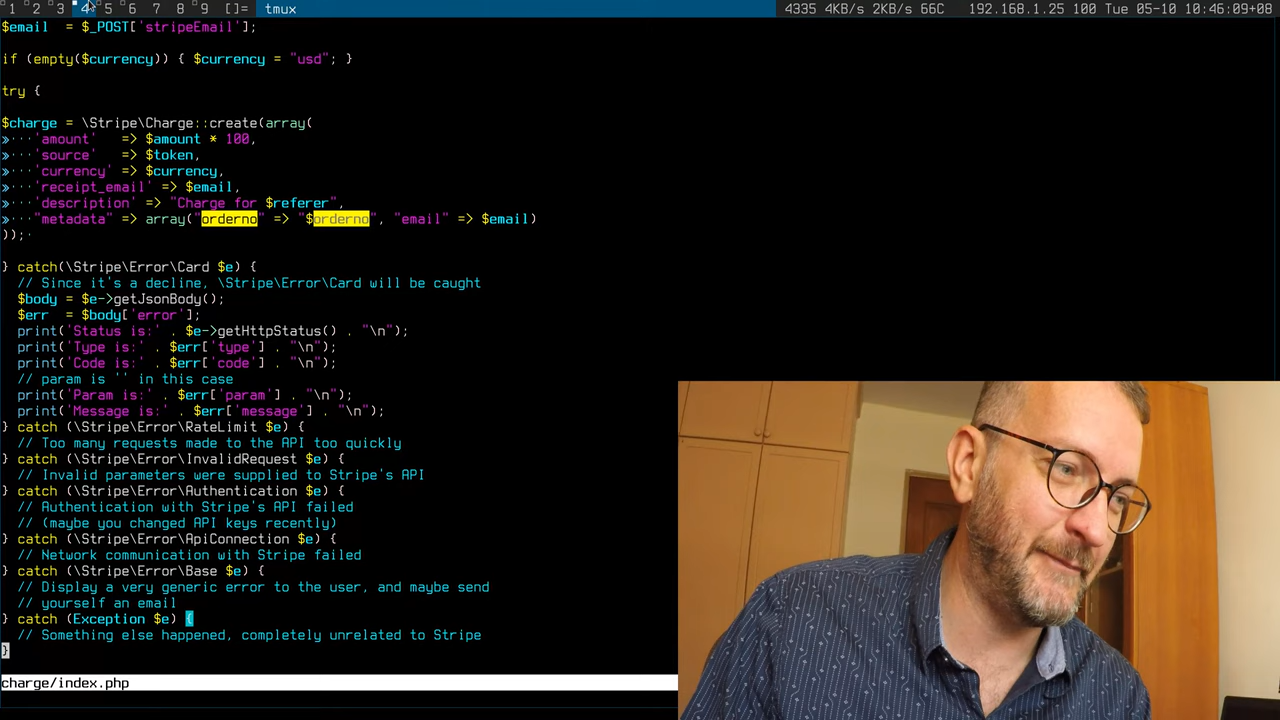 1 2 3 4 5 6 7 8 9 []= tmux 4335 4KB/s 2KB/s 66C 192.168.1.25 100 Tue 05-10 10:46:09+08
$email = $_POST['stripeEmail'];
if (empty($currency)) { $currency = "usd"; }
try {
$charge = \Stripe\Charge::create(array(
»···'amount' => $amount * 100,
»···'source' => $token,
»···'currency' => $currency,
»···'receipt_email' => $email,
»···'description' => "Charge for $referer",
»···"metadata" => array("orderno" => "$orderno", "email" => $email)
));·
} catch(\Stripe\Error\Card $e) {
// Since it's a decline, \Stripe\Error\Card will be caught
$body = $e->getJsonBody();
$err = $body['error'];
print('Status is:' . $e->getHttpStatus() . "\n");
print('Type is:' . $err['type'] . "\n");
print('Code is:' . $err['code'] . "\n");
// param is '' in this case
print('Param is:' . $err['param'] . "\n");
print('Message is:' . $err['message'] . "\n");
} catch (\Stripe\Error\RateLimit $e) {
// Too many requests made to the API too quickly
} catch (\Stripe\Error\InvalidRequest $e) {
// Invalid parameters were supplied to Stripe's API
} catch (\Stripe\Error\Authentication $e) {
// Authentication with Stripe's API failed
// (maybe you changed API keys recently)
} catch (\Stripe\Error\ApiConnection $e) {
// Network communication with Stripe failed
} catch (\Stripe\Error\Base $e) {
// Display a very generic error to the user, and maybe send
// yourself an email
} catch (Exception $e) {
// Something else happened, completely unrelated to Stripe
}
charge/index.php